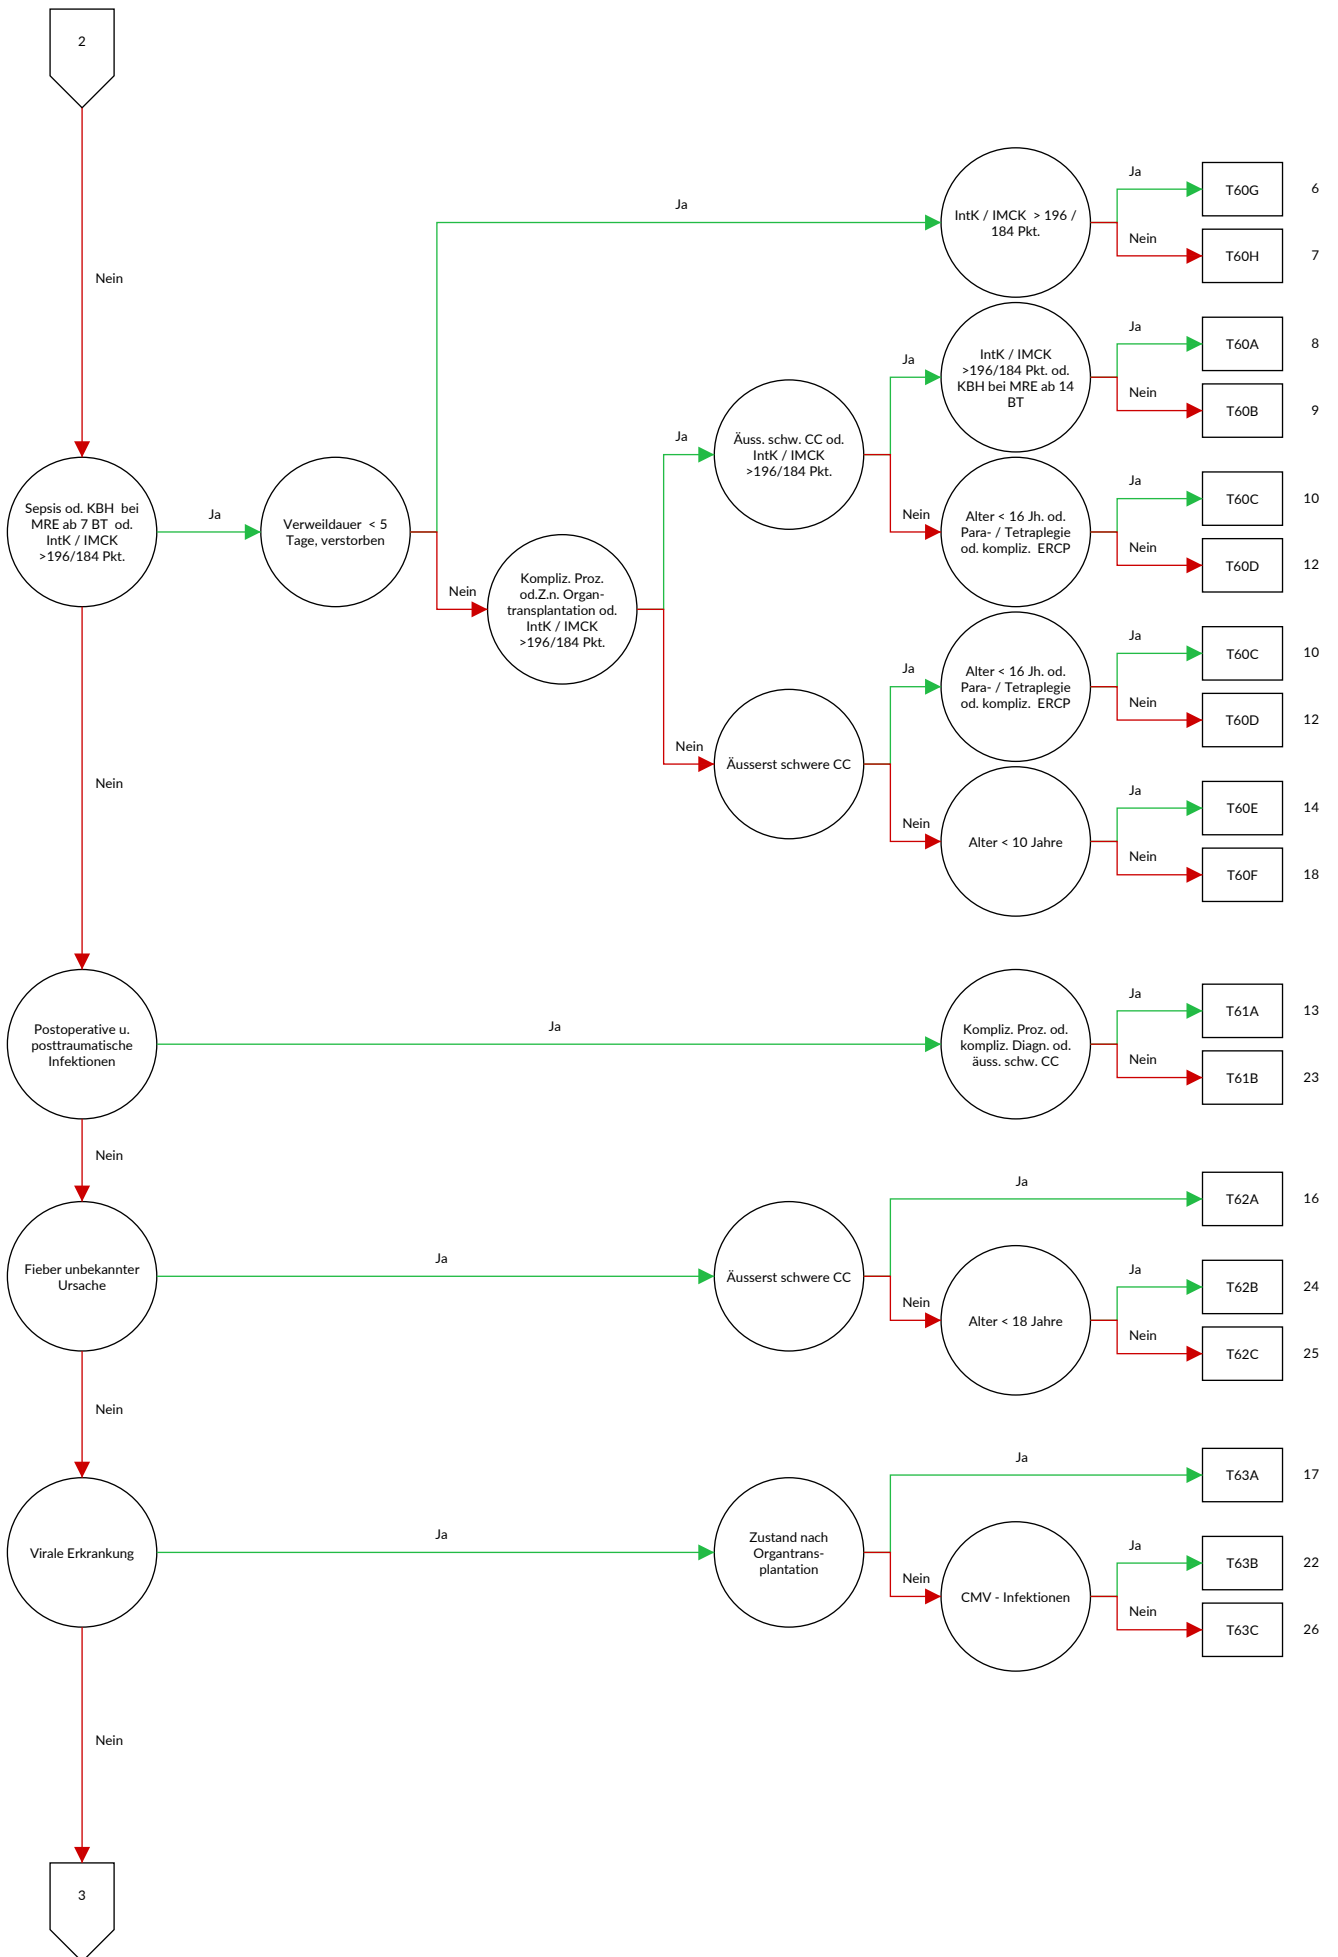 2
Nein
Sepsis od. KBH bei
MRE ab 7 BT od.
IntK / IMCK
>196/184 Pkt.
Ja
Verweildauer < 5
Tage, verstorben
Ja
IntK / IMCK > 196 /
184 Pkt.
Ja
T60G
6
Nein
T60H
7
Nein
Kompliz. Proz.
od.Z.n. Organ-
transplantation od.
IntK / IMCK
>196/184 Pkt.
Ja
Äuss. schw. CC od.
IntK / IMCK
>196/184 Pkt.
Ja
IntK / IMCK
>196/184 Pkt. od.
KBH bei MRE ab 14
BT
Ja
T60A
8
Nein
T60B
9
Nein
Alter < 16 Jh. od.
Para- / Tetraplegie
od. kompliz. ERCP
Ja
T60C
10
Nein
T60D
12
Nein
Äusserst schwere CC
Ja
Alter < 16 Jh. od.
Para- / Tetraplegie
od. kompliz. ERCP
Ja
T60C
10
Nein
T60D
12
Nein
Alter < 10 Jahre
Ja
T60E
14
Nein
T60F
18
Nein
Postoperative u.
posttraumatische
Infektionen
Ja
Kompliz. Proz. od.
kompliz. Diagn. od.
äuss. schw. CC
Ja
T61A
13
Nein
T61B
23
Nein
Fieber unbekannter
Ursache
Ja
Äusserst schwere CC
Ja
T62A
16
Nein
Alter < 18 Jahre
Ja
T62B
24
Nein
T62C
25
Nein
Virale Erkrankung
Ja
Zustand nach
Organtrans-
plantation
Ja
T63A
17
Nein
CMV - Infektionen
Ja
T63B
22
Nein
T63C
26
Nein
3